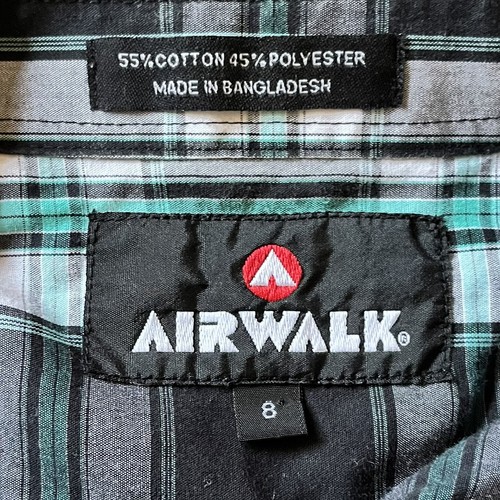 55% COTTON 45% POLYESTER
MADE IN BANGLADESH
AIRWALK®
8